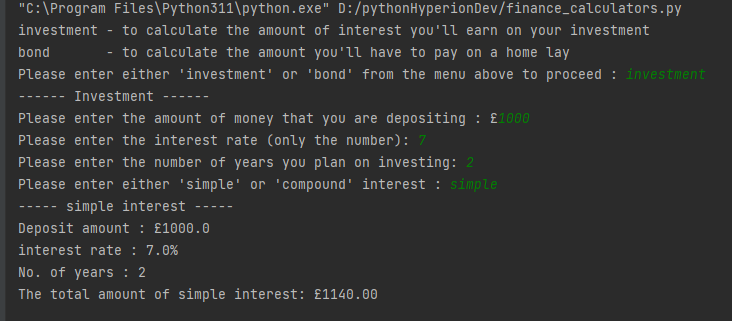 "C:\Program Files\Python311\python.exe" D:/pythonHyperionDev/finance_calculators.py
investment - to calculate the amount of interest you'll earn on your investment
bond       - to calculate the amount you'll have to pay on a home lay
Please enter either 'investment' or 'bond' from the menu above to proceed : investment
------ Investment ------
Please enter the amount of money that you are depositing : £1000
Please enter the interest rate (only the number): 7
Please enter the number of years you plan on investing: 2
Please enter either 'simple' or 'compound' interest : simple
----- simple interest -----
Deposit amount : £1000.0
interest rate : 7.0%
No. of years : 2
The total amount of simple interest: £1140.00